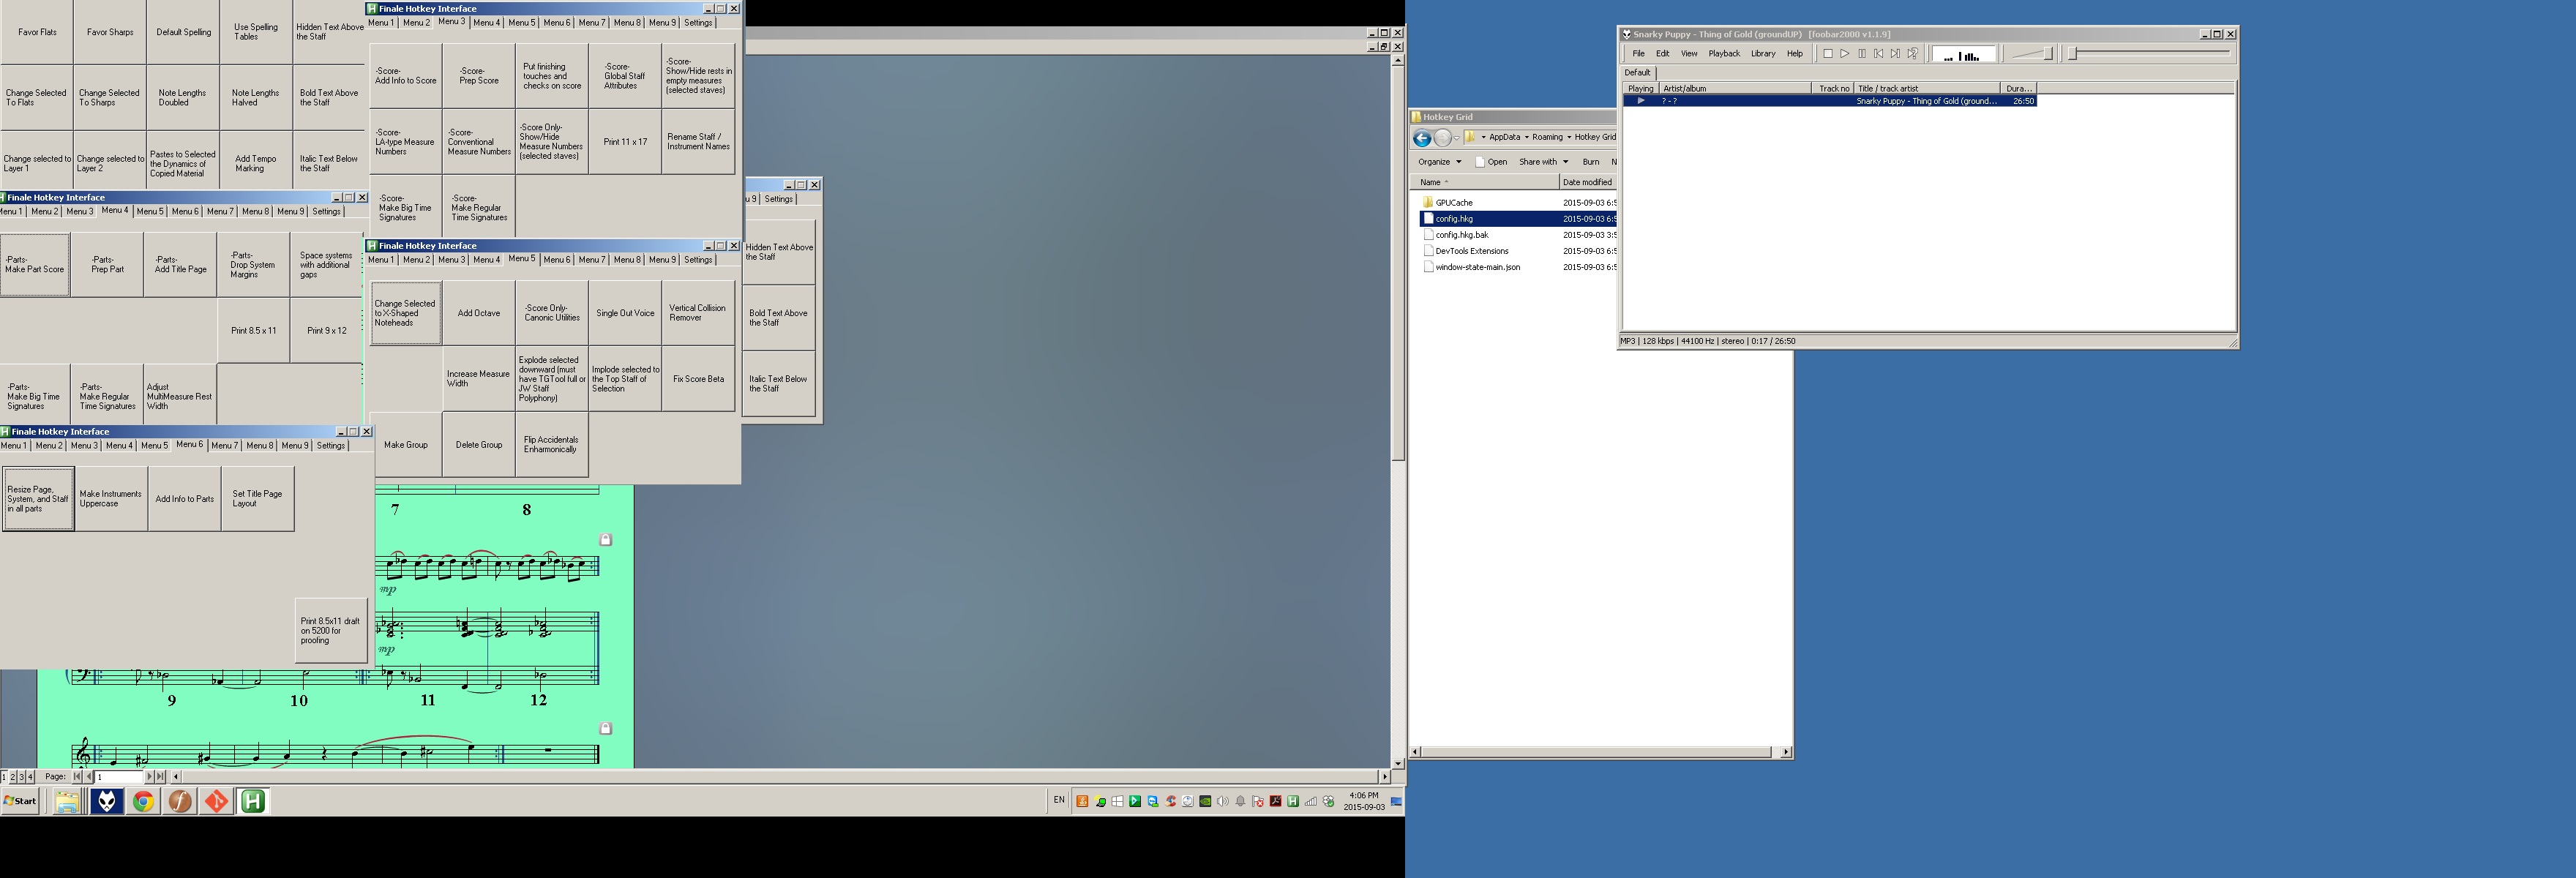 Favor Flats
Favor Sharps
Default Spelling
Use Spelling
Tables
Hidden Text Above
the Staff
Change Selected
To Flats
Change Selected
To Sharps
Note Lengths
Doubled
Note Lengths
Halved
Bold Text Above
the Staff
Change selected to
Layer 1
Change selected to
Layer 2
Pastes to Selected
the Dynamics of
Copied Material
Add Tempo
Marking
Italic Text Below
the Staff
Finale Hotkey Interface
Menu 1 Menu 2 Menu 3 Menu 4 Menu 5 Menu 6 Menu 7 Menu 8 Menu 9 Settings
-Score-
Add Info to Score
-Score-
Prep Score
Put finishing
touches and
checks on score
-Score-
Global Staff
Attributes
-Score-
Show/Hide rests in
empty measures
(selected staves)
-Score-
LA-type Measure
Numbers
-Score-
Conventional
Measure Numbers
-Score Only-
Show/Hide
Measure Numbers
(selected staves)
Print 11 x 17
Rename Staff /
Instrument Names
-Score-
Make Big Time
Signatures
-Score-
Make Regular
Time Signatures
Finale Hotkey Interface
Menu 1 Menu 2 Menu 3 Menu 4 Menu 5 Menu 6 Menu 7 Menu 8 Menu 9 Settings
-Parts-
Make Part Score
-Parts-
Prep Part
-Parts-
Add Title Page
-Parts-
Drop System
Margins
Space systems
with additional
gaps
Print 8.5 x 11
Print 9 x 12
-Parts-
Make Big Time
Signatures
-Parts-
Make Regular
Time Signatures
Adjust
MultiMeasure Rest
Width
Finale Hotkey Interface
Menu 1 Menu 2 Menu 3 Menu 4 Menu 5 Menu 6 Menu 7 Menu 8 Menu 9 Settings
Change Selected
to X-Shaped
Noteheads
Add Octave
-Score Only-
Canonic Utilities
Single Out Voice
Vertical Collision
Remover
Increase Measure
Width
Explode selected
downward (must
have TGTool full or
JW Staff
Polyphony)
Implode selected to
the Top Staff of
Selection
Fix Score Beta
Make Group
Delete Group
Flip Accidentals
Enharmonically
u 9 Settings
Hidden Text Above
the Staff
Bold Text Above
the Staff
Italic Text Below
the Staff
Finale Hotkey Interface
Menu 1 Menu 2 Menu 3 Menu 4 Menu 5 Menu 6 Menu 7 Menu 8 Menu 9 Settings
Resize Page,
System, and Staff
in all parts
Make Instruments
Uppercase
Add Info to Parts
Set Title Page
Layout
Print 8.5x11 draft
on 5200 for
proofing
7 8
mp
mp
9 10 11 12
1 2 3 4 Page: 1
Start
EN
4:06 PM
2015-09-03
Hotkey Grid
AppData Roaming Hotkey Grid
Organize Open Share with Burn N
Name Date modified
GPUCache 2015-09-03 6:5
config.hkg 2015-09-03 6:5
config.hkg.bak 2015-09-03 3:5
DevTools Extensions 2015-09-03 6:5
window-state-main.json 2015-09-03 6:5
Snarky Puppy - Thing of Gold (groundUP) [foobar2000 v1.1.9]
File Edit View Playback Library Help
Default
Playing Artist/album Track no Title / track artist Dura...
? - ? Snarky Puppy - Thing of Gold (ground... 26:50
MP3 | 128 kbps | 44100 Hz | stereo | 0:17 / 26:50